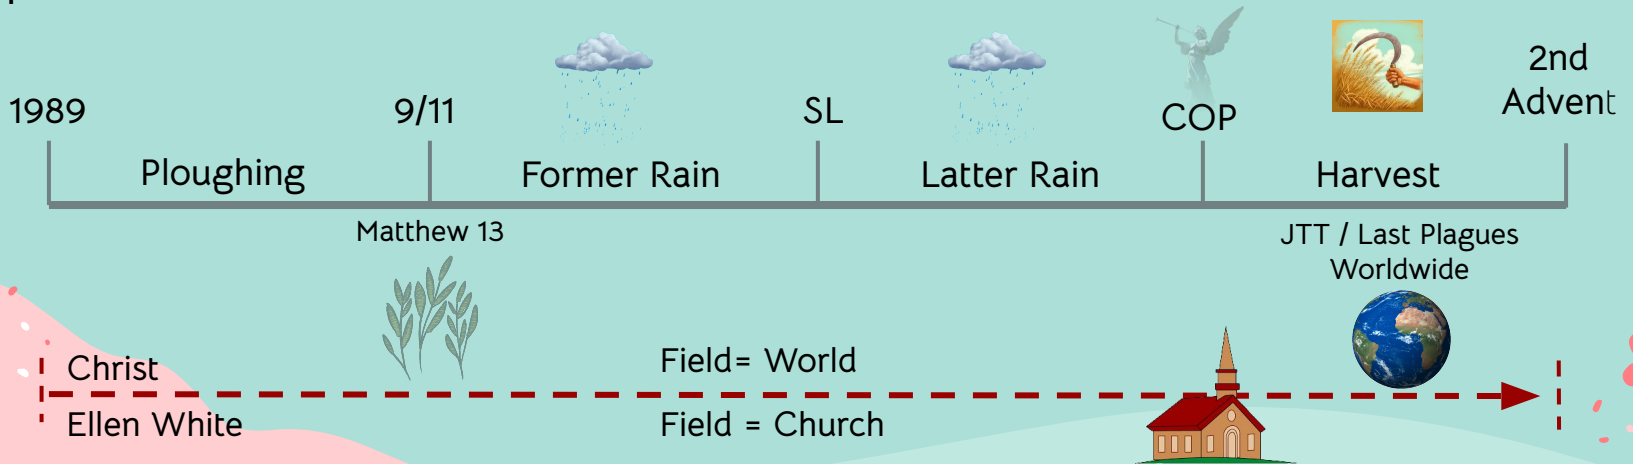 1989
9/11
SL
COP
2nd
Advent
Ploughing
Former Rain
Latter Rain
Harvest
Matthew 13
JTT / Last Plagues
Worldwide
Christ
Field= World
Ellen White
Field = Church